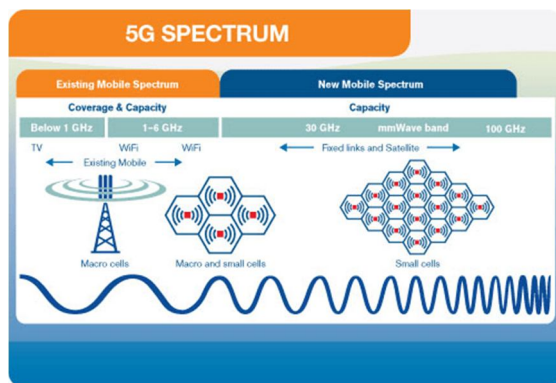 5G SPECTRUM
Existing Mobile Spectrum New Mobile Spectrum
Coverage & Capacity Capacity
Below 1 GHz 1–6 GHz 30 GHz mmWave band 100 GHz
TV WiFi WiFi Fixed links and Satellite
Existing Mobile
Macro cells Macro and small cells Small cells